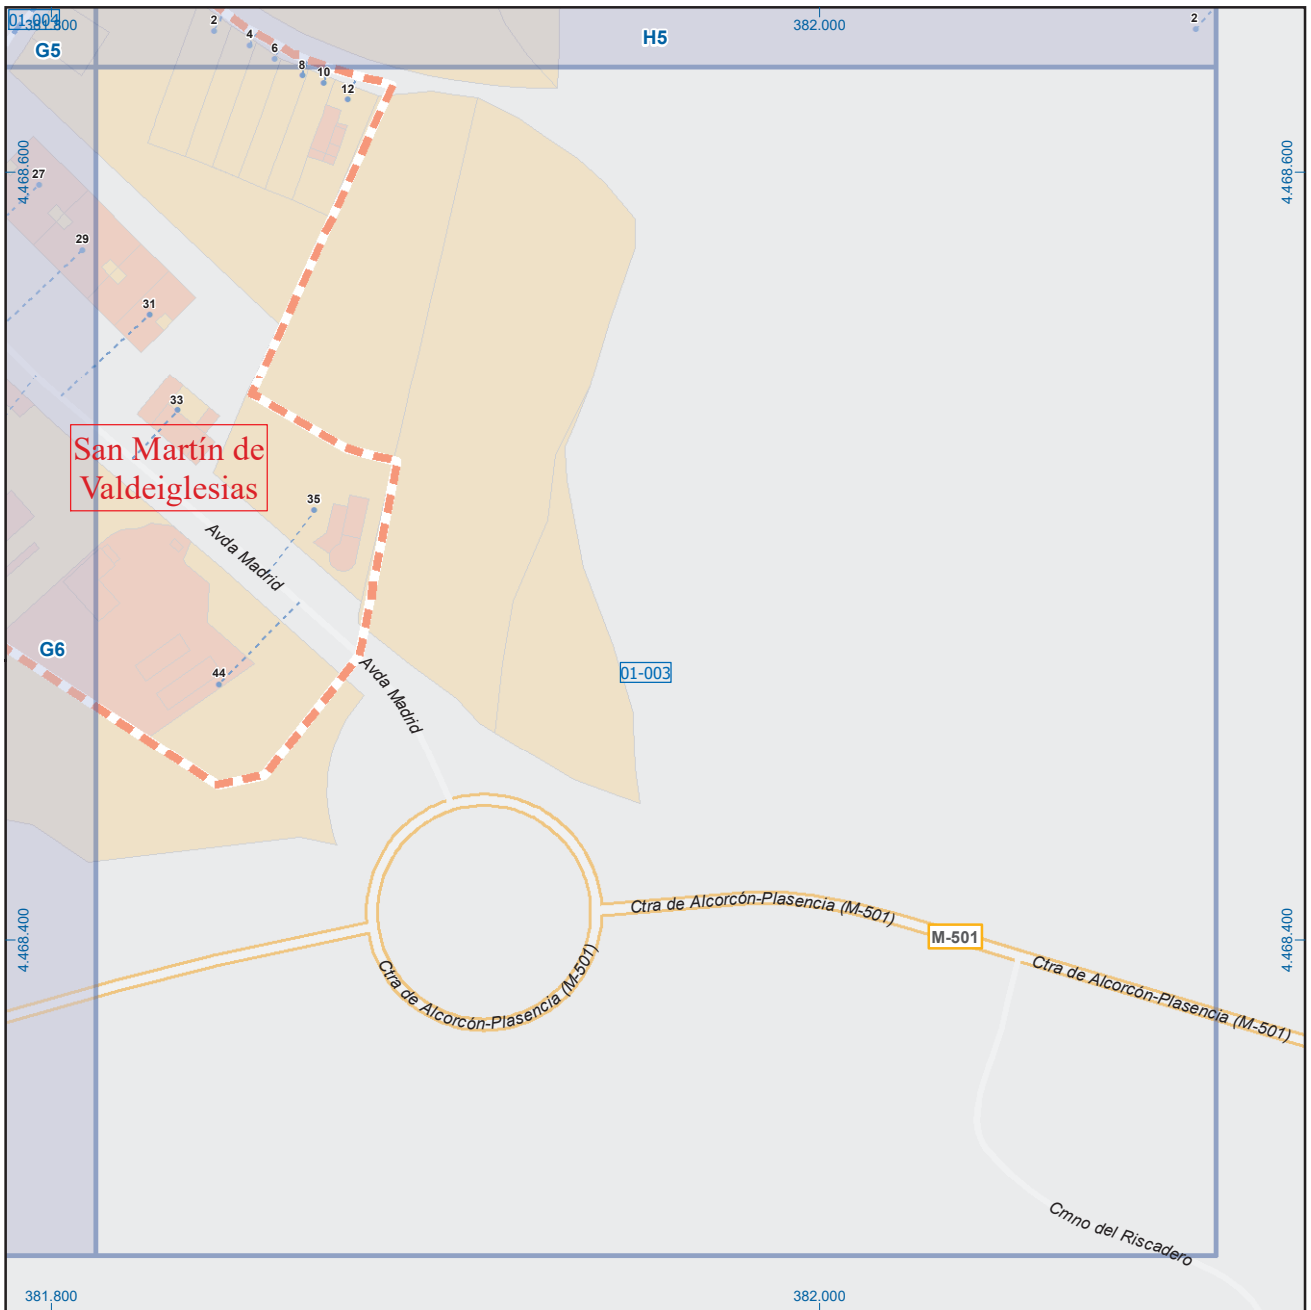 01-004
381.800
382.000
2
G5
H5
2
4
6
8
10
12
4.468.600
4.468.600
27
29
31
33
San Martín de
Valdeiglesias
35
Avda Madrid
G6
44
Avda Madrid
01-003
Ctra de Alcorcón-Plasencia (M-501)
M-501
4.468.400
4.468.400
Ctra de Alcorcón-Plasencia (M-501)
Ctra de Alcorcón-Plasencia (M-501)
Cmno del Riscadero
381.800
382.000